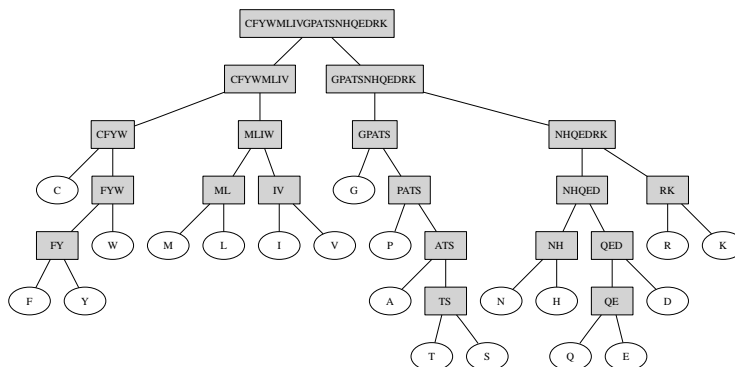 CFYWMLIVGPATSNHQEDRK
CFYWMLIV GPATSNHQEDRK
CFYW MLIW GPATS NHQEDRK
C FYW ML IV G PATS NHQED RK
FY W M L I V P ATS NH QED R K
F Y A TS N H QE D
T S Q E